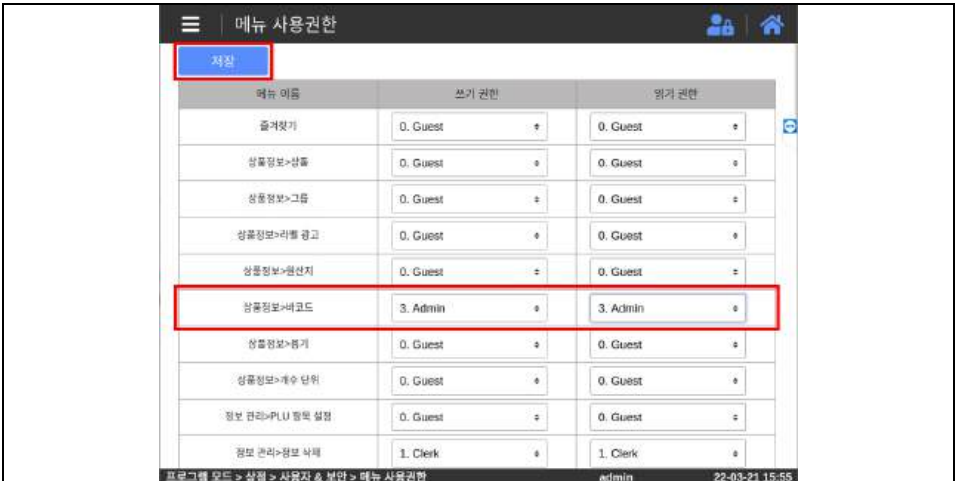 메뉴 사용권한
저장
메뉴 이름 쓰기 권한 읽기 권한
즐겨찾기 0. Guest 0. Guest
상품정보>상품 0. Guest 0. Guest
상품정보>그룹 0. Guest 0. Guest
상품정보>라벨 광고 0. Guest 0. Guest
상품정보>원산지 0. Guest 0. Guest
상품정보>바코드 3. Admin 3. Admin
상품정보>용기 0. Guest 0. Guest
상품정보>개수 단위 0. Guest 0. Guest
정보 관리>PLU 항목 설정 0. Guest 0. Guest
정보 관리>정보 삭제 1. Clerk 1. Clerk
프로그램 모드 > 상점 > 사용자 & 보안 > 메뉴 사용권한 admin 22-03-21 15:55